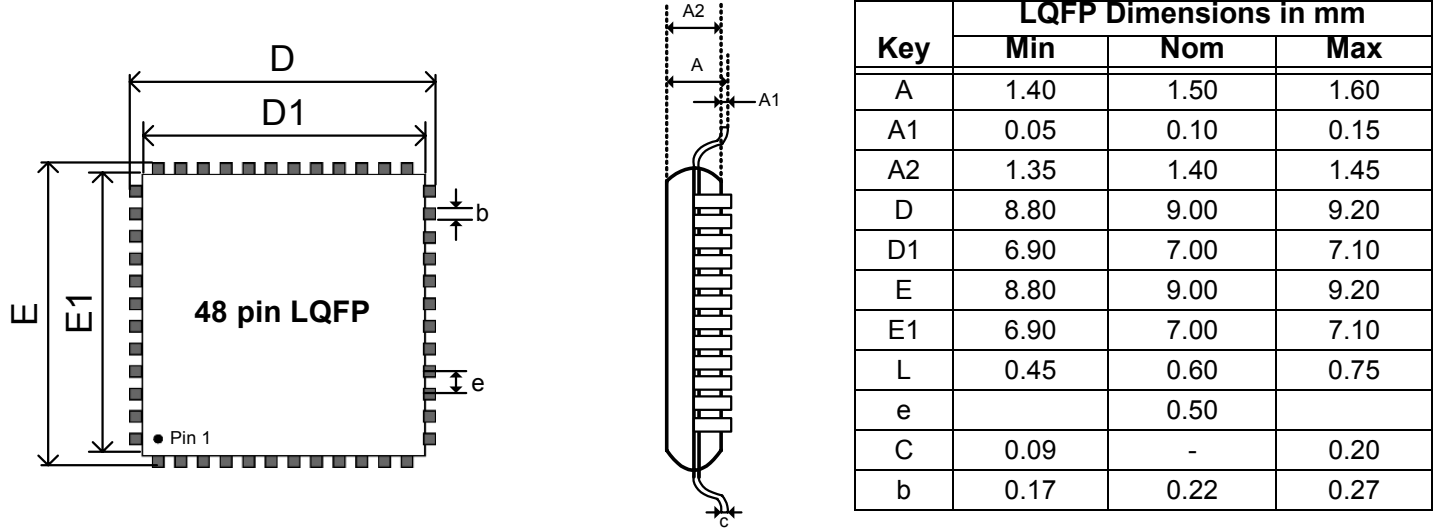 D
D1
E
E1
b
e
48 pin LQFP
Pin 1
A2
A
A1
c
LQFP Dimensions in mm
Key Min Nom Max
A 1.40 1.50 1.60
A1 0.05 0.10 0.15
A2 1.35 1.40 1.45
D 8.80 9.00 9.20
D1 6.90 7.00 7.10
E 8.80 9.00 9.20
E1 6.90 7.00 7.10
L 0.45 0.60 0.75
e 0.50
C 0.09 - 0.20
b 0.17 0.22 0.27